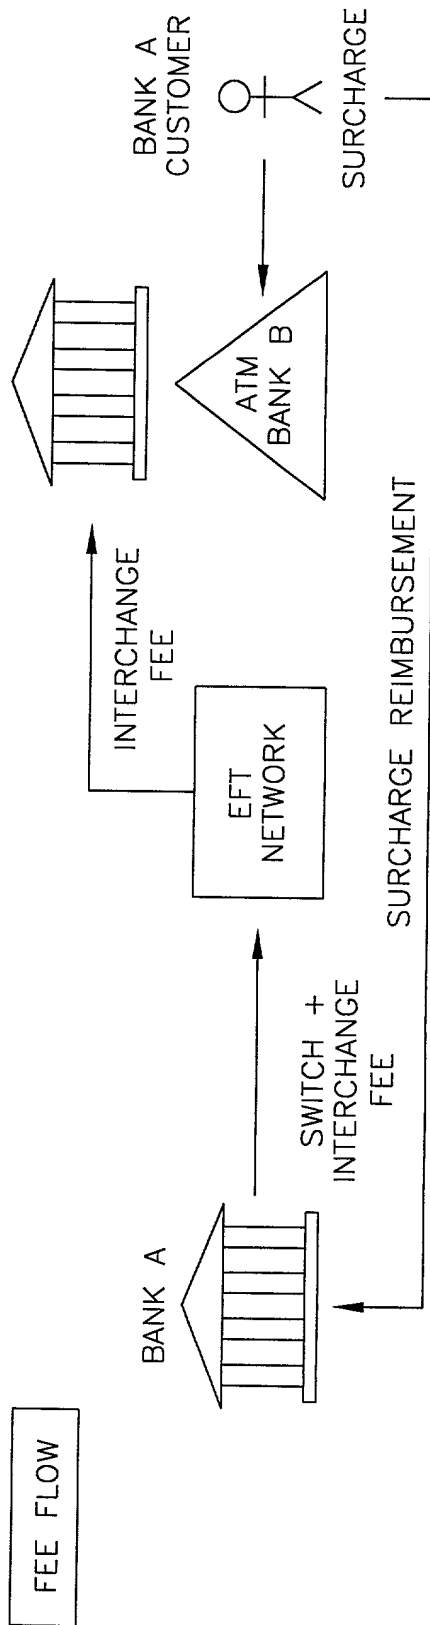 FEE FLOW
BANK A
SWITCH +
INTERCHANGE
FEE
EFT
NETWORK
INTERCHANGE
FEE
ATM
BANK B
BANK A
CUSTOMER
SURCHARGE
SURCHARGE REIMBURSEMENT